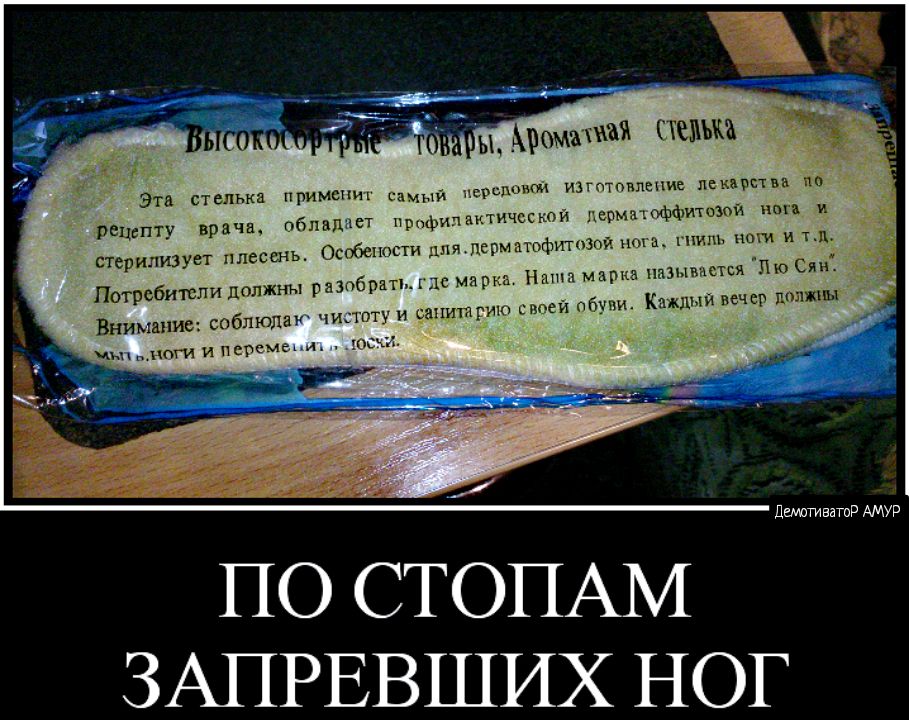 Высокосортрые товары, Ароматная стелька
Эта стелька применит самый передовой изготовление лекарства по
рецепту врача, обладает профилактической дерматоффитозой нога и
стерилизует плесень. Особености для.дерматофитозой нога, гниль ноги и т.д.
Потребители должны разобрать.где марка. Наша марка называется "Лю Сян".
Внимание: соблюдаю чистоту и санитарию своей обуви. Каждый вечер должны
мыть.ноги и переменить носки.
ДемотиватоР АМУР
ПО СТОПАМ
ЗАПРЕВШИХ НОГ